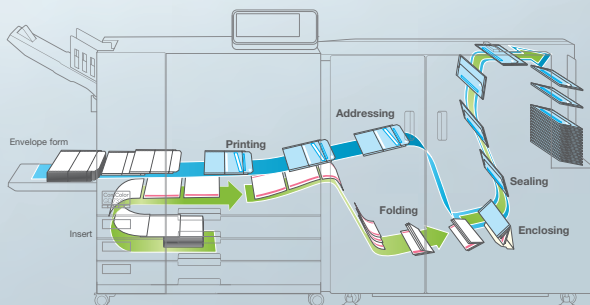 Addressing
Printing
Envelope form
Sealing
Folding
Insert
Enclosing